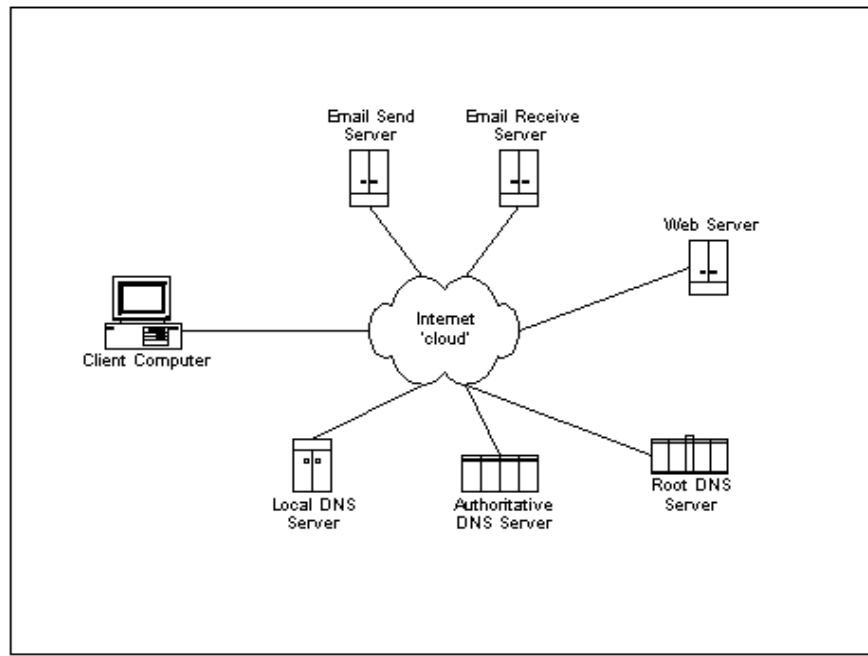 Email Send
Server
Email Receive
Server
Web Server
Internet
'cloud'
Client Computer
Local DNS
Server
Authoritative
DNS Server
Root DNS
Server